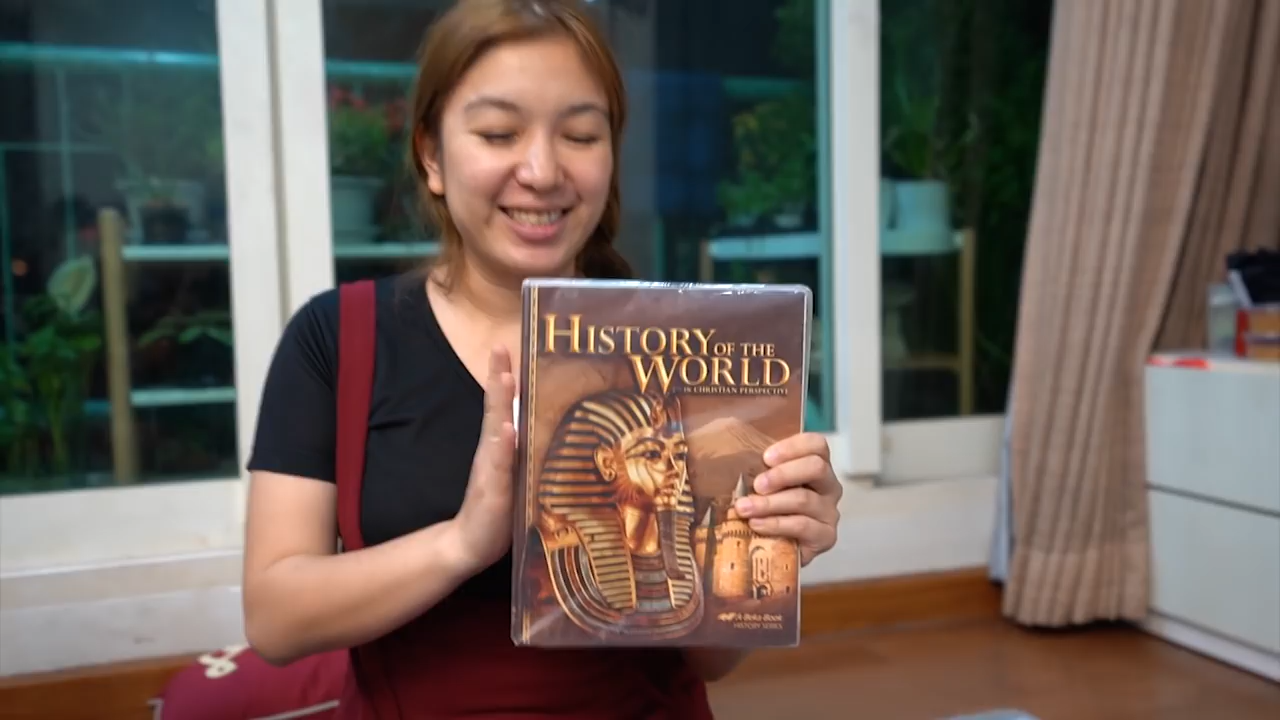 HISTORY OF THE
WORLD
IN CHRISTIAN PERSPECTIVE
A Beka Book
HISTORY SERIES